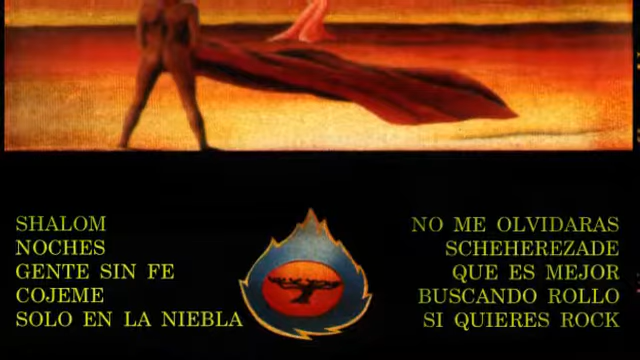 SHALOM
NOCHES
GENTE SIN FE
COJEME
SOLO EN LA NIEBLA
NO ME OLVIDARAS
SCHEHEREZADE
QUE ES MEJOR
BUSCANDO ROLLO
SI QUIERES ROCK